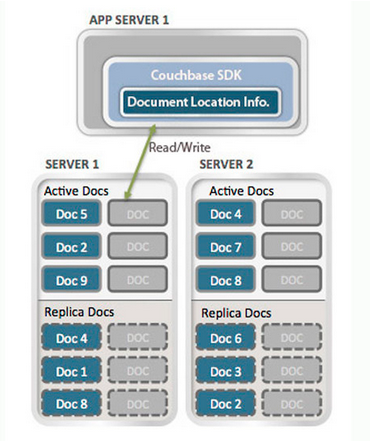 APP SERVER 1
Couchbase SDK
Document Location Info.
Read/Write
SERVER 1
Active Docs
Doc 5 DOC
Doc 2 DOC
Doc 9 DOC
Replica Docs
Doc 4 DOC
Doc 1 DOC
Doc 8 DOC
SERVER 2
Active Docs
Doc 4 DOC
Doc 7 DOC
Doc 8 DOC
Replica Docs
Doc 6 DOC
Doc 3 DOC
Doc 2 DOC